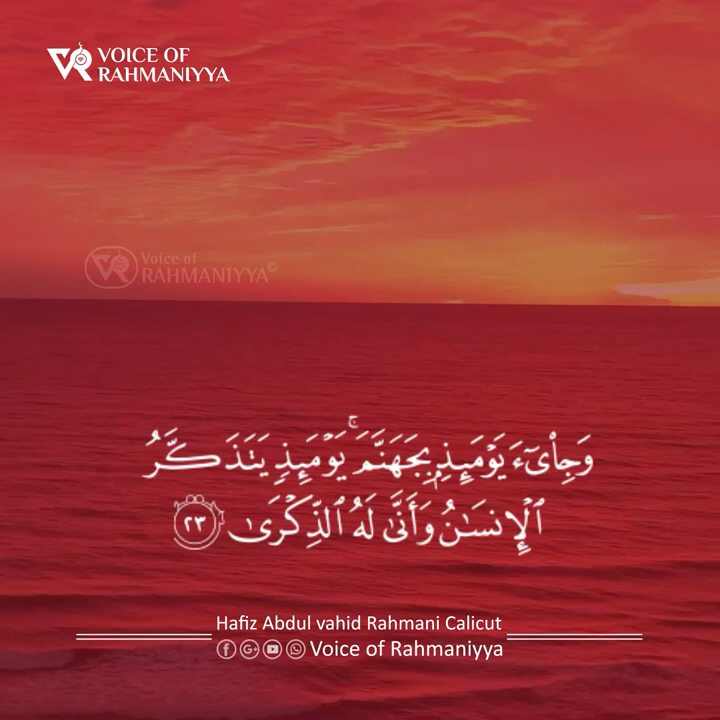 VOICE OF
RAHMANIYYA
Voice of
RAHMANIYYA©
وَجِا۟ىٓءَ يَوْمَئِذٍۭ بِجَهَنَّمَ ۚ يَوْمَئِذٍ يَتَذَكَّرُ
ٱلْإِنسَـٰنُ وَأَنَّىٰ لَهُ ٱلذِّكْرَىٰ ٢٣
Hafiz Abdul vahid Rahmani Calicut
Voice of Rahmaniyya